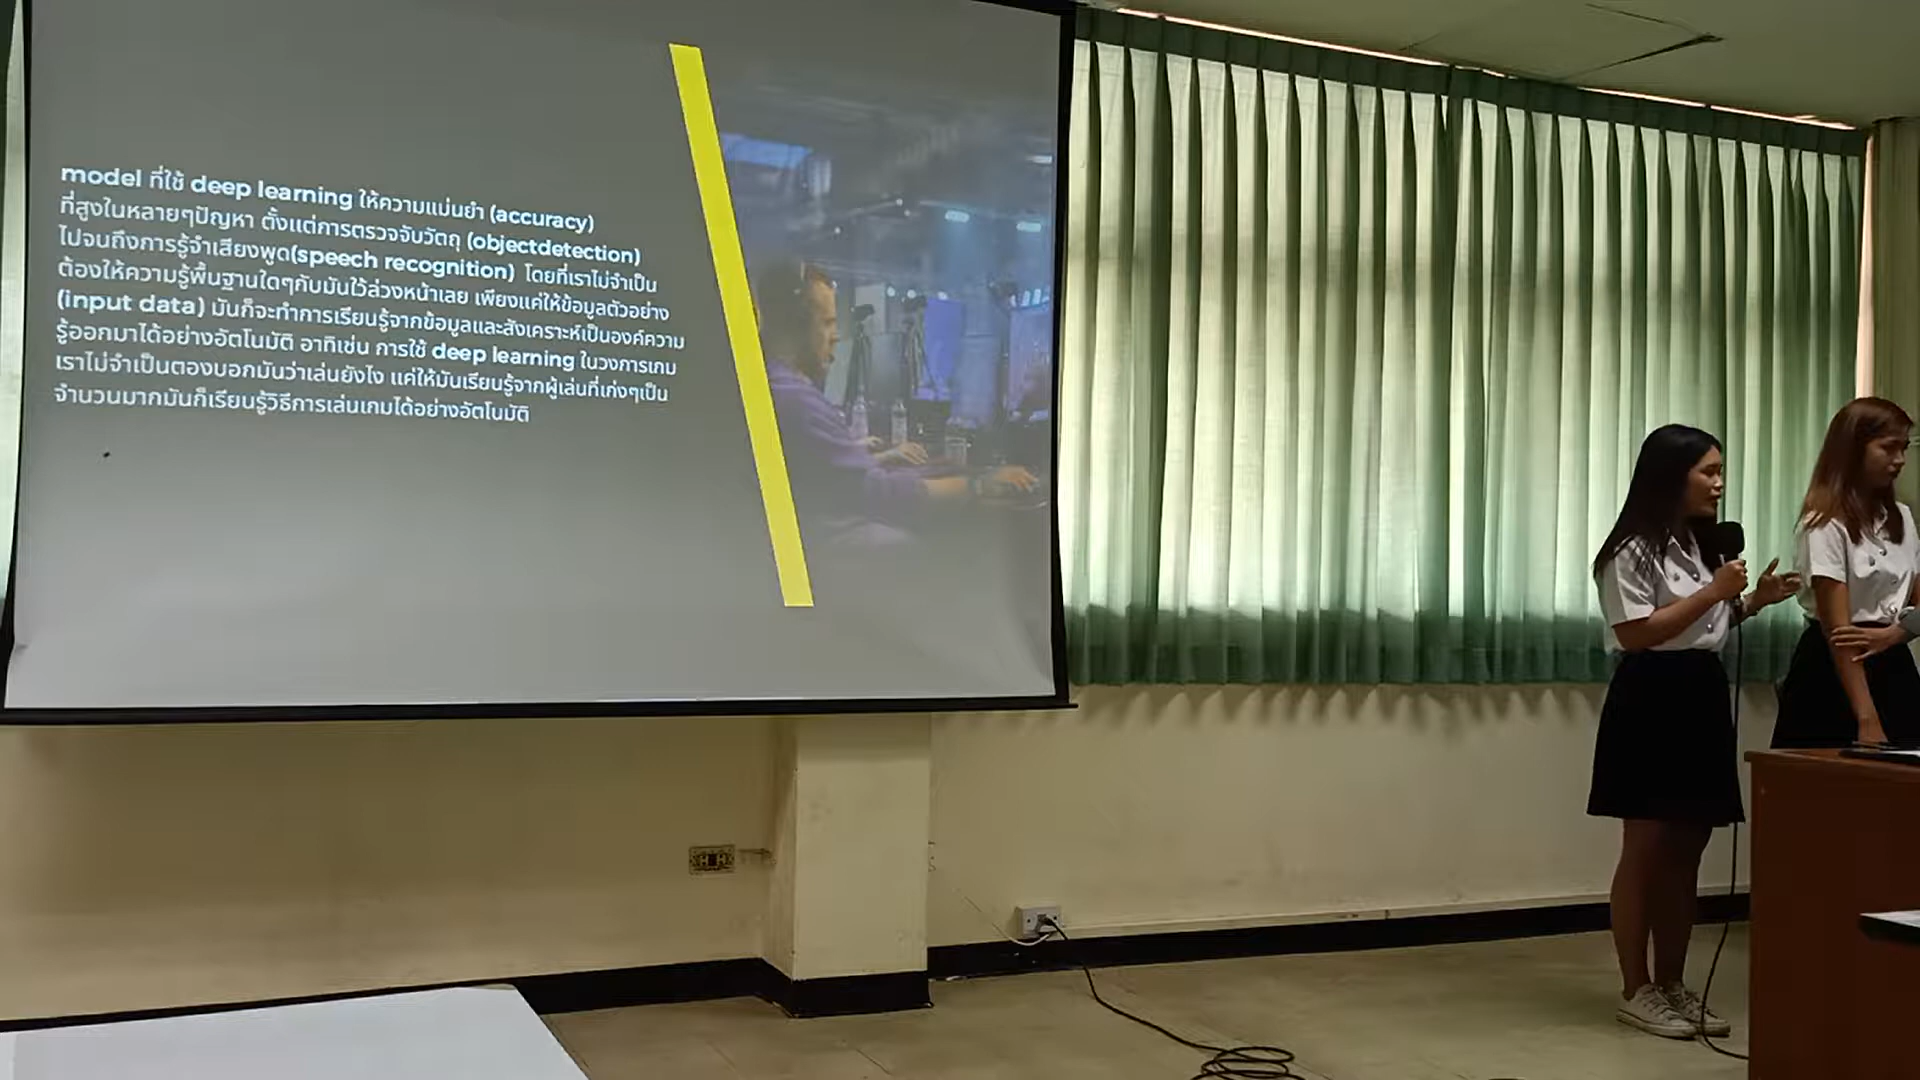 model ที่ใช้ deep learning ให้ความแม่นยำ (accuracy)
ที่สูงในหลายๆปัญหา ตั้งแต่การตรวจจับวัตถุ (objectdetection)
ไปจนถึงการรู้จำเสียงพูด(speech recognition) โดยที่เราไม่จำเป็น
ต้องให้ความรู้พื้นฐานใดๆกับมันไว้ล่วงหน้าเลย เพียงแค่ให้ข้อมูลตัวอย่าง
(input data) มันก็จะทำการเรียนรู้จากข้อมูลและสังเคราะห์เป็นองค์ความ
รู้ออกมาได้อย่างอัตโนมัติ อาทิเช่น การใช้ deep learning ในวงการเกม
เราไม่จำเป็นตองบอกมันว่าเล่นยังไง แค่ให้มันเรียนรู้จากผู้เล่นที่เก่งๆเป็น
จำนวนมากมันก็เรียนรู้วิธีการเล่นเกมได้อย่างอัตโนมัติ